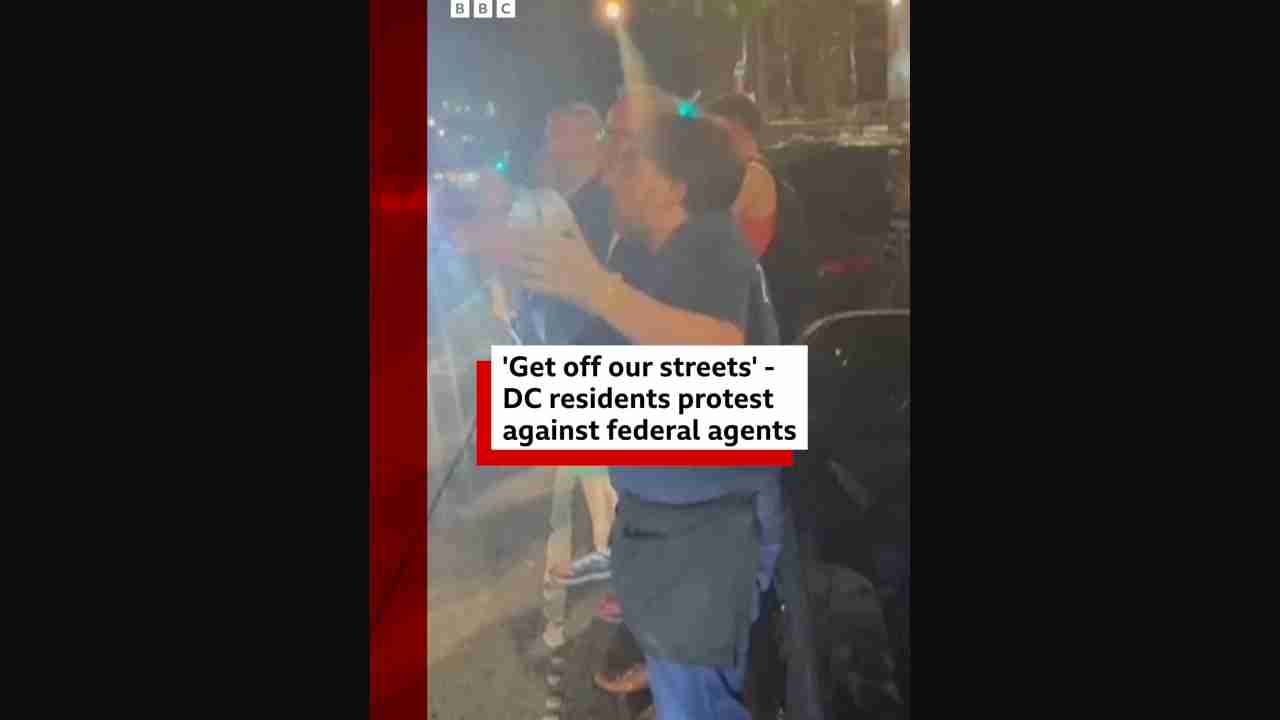 BBC
'Get off our streets' -
DC residents protest
against federal agents